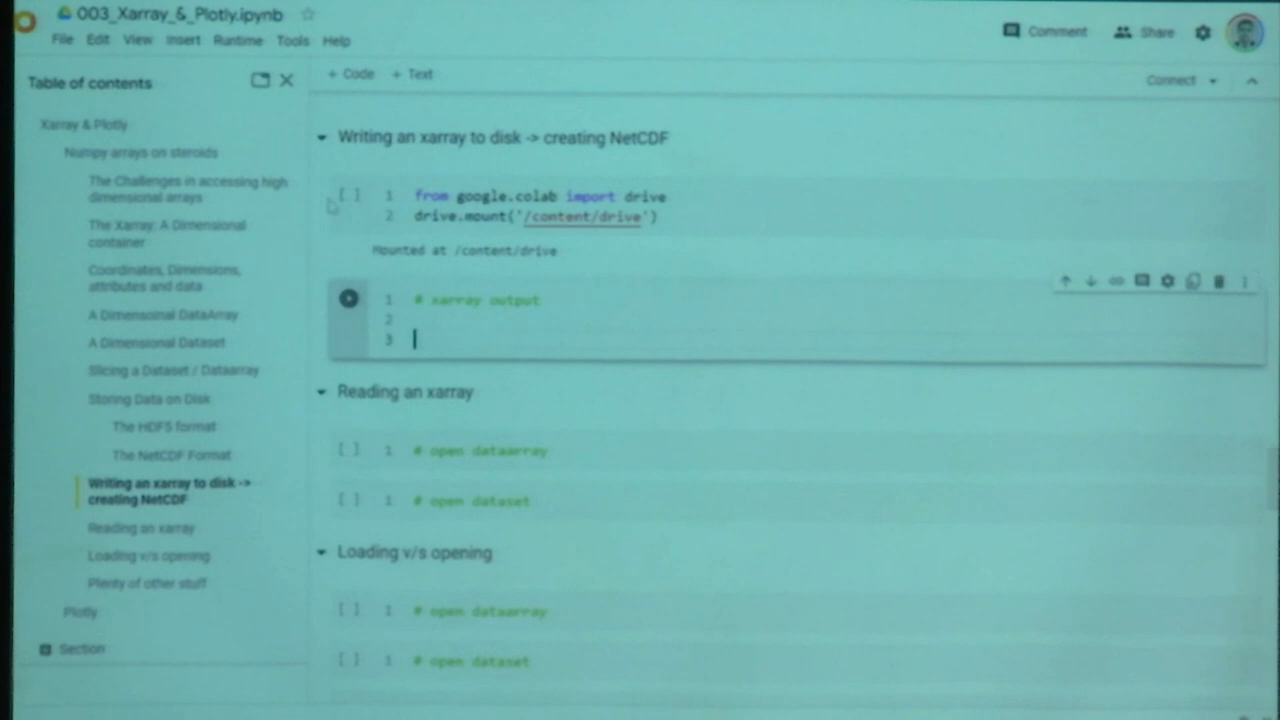 003_Xarray_&_Plotly.ipynb
File Edit View Insert Runtime Tools Help
Comment Share
Table of contents
+ Code + Text
Connect
Xarray & Plotly
Numpy arrays on steroids
The Challenges in accessing high
dimensional arrays
The Xarray: A Dimensional
container
Coordinates, Dimensions,
attributes and data
A Dimensoinal DataArray
A Dimensional Dataset
Slicing a Dataset / Dataarray
Storing Data on Disk
The HDF5 format
The NetCDF Format
Writing an xarray to disk ->
creating NetCDF
Reading an xarray
Loading v/s opening
Plenty of other stuff
Plotly
Section
Writing an xarray to disk -> creating NetCDF
[ ] 1 from google.colab import drive
2 drive.mount('/content/drive')
Mounted at /content/drive
1 # xarray output
2
3
Reading an xarray
[ ] 1 # open dataarray
[ ] 1 # open dataset
Loading v/s opening
[ ] 1 # open dataarray
[ ] 1 # open dataset